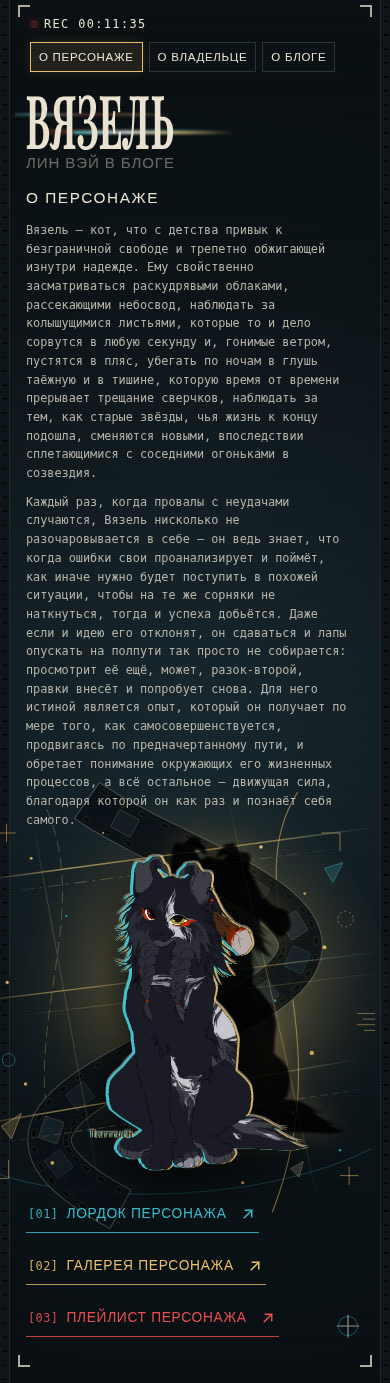 REC 00:11:35
О ПЕРСОНАЖЕ О ВЛАДЕЛЬЦЕ О БЛОГЕ
ВЯЗЕЛЬ
ЛИН ВЭЙ В БЛОГЕ
О ПЕРСОНАЖЕ
Вязель — кот, что с детства привык к
безграничной свободе и трепетно обжигающей
изнутри надежде. Ему свойственно
засматриваться раскудрявыми облаками,
рассекающими небосвод, наблюдать за
колышущимися листьями, которые то и дело
сорвутся в любую секунду и, гонимые ветром,
пустятся в пляс, убегать по ночам в глушь
таёжную и в тишине, которую время от времени
прерывает трещание сверчков, наблюдать за
тем, как старые звёзды, чья жизнь к концу
подошла, сменяются новыми, впоследствии
сплетающимися с соседними огоньками в
созвездия.
Каждый раз, когда провалы с неудачами
случаются, Вязель нисколько не
разочаровывается в себе — он ведь знает, что
когда ошибки свои проанализирует и поймёт,
как иначе нужно будет поступить в похожей
ситуации, чтобы на те же сорняки не
наткнуться, тогда и успеха добьётся. Даже
если и идею его отклонят, он сдаваться и лапы
опускать на полпути так просто не собирается:
просмотрит её ещё, может, разок-второй,
правки внесёт и попробует снова. Для него
истиной является опыт, который он получает по
мере того, как самосовершенствуется,
продвигаясь по предначертанному пути, и
обретает понимание окружающих его жизненных
процессов, а всё остальное — движущая сила,
благодаря которой он как раз и познаёт себя
самого.
[01] ЛОРДОК ПЕРСОНАЖА
[02] ГАЛЕРЕЯ ПЕРСОНАЖА
[03] ПЛЕЙЛИСТ ПЕРСОНАЖА